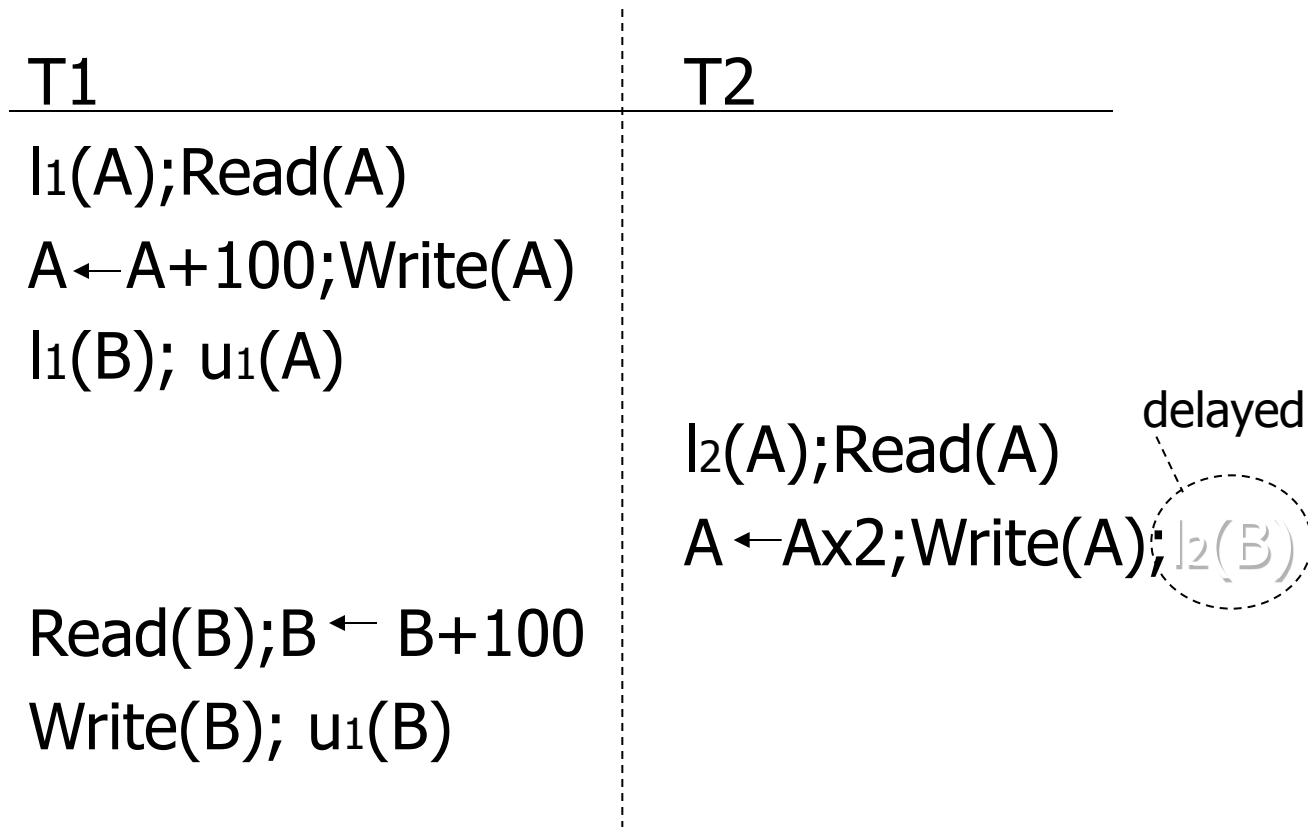 T1 T2
l1(A);Read(A)
A←A+100;Write(A)
l1(B); u1(A)
delayed
l2(A);Read(A)
A ←Ax2;Write(A);l2(B)
Read(B);B ← B+100
Write(B); u1(B)